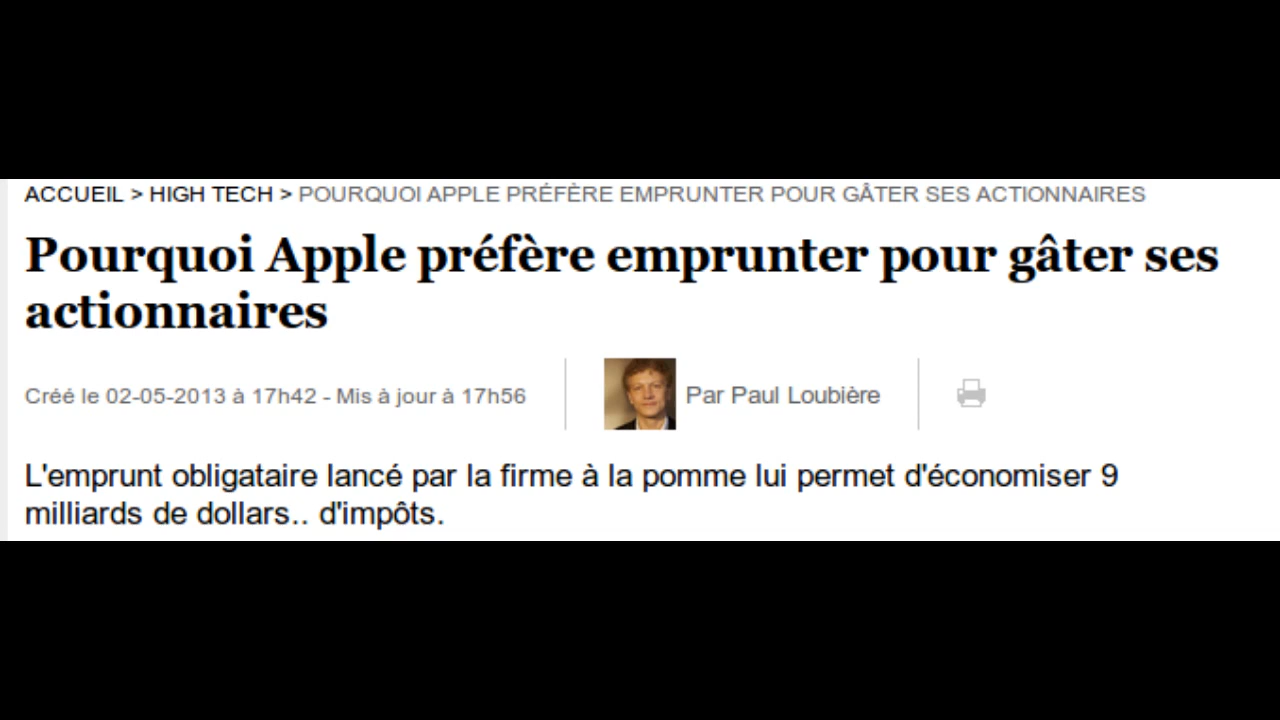 ACCUEIL > HIGH TECH > POURQUOI APPLE PRÉFÈRE EMPRUNTER POUR GÂTER SES ACTIONNAIRES
Pourquoi Apple préfère emprunter pour gâter ses
actionnaires
Créé le 02-05-2013 à 17h42 - Mis à jour à 17h56
Par Paul Loubière
L'emprunt obligataire lancé par la firme à la pomme lui permet d'économiser 9
milliards de dollars.. d'impôts.